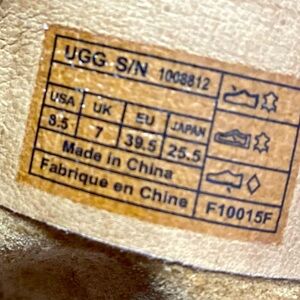 UGG S/N 1008812
USA UK EU JAPAN
8.5 7 39.5 25.5
Made in China
Fabrique en Chine F10015F